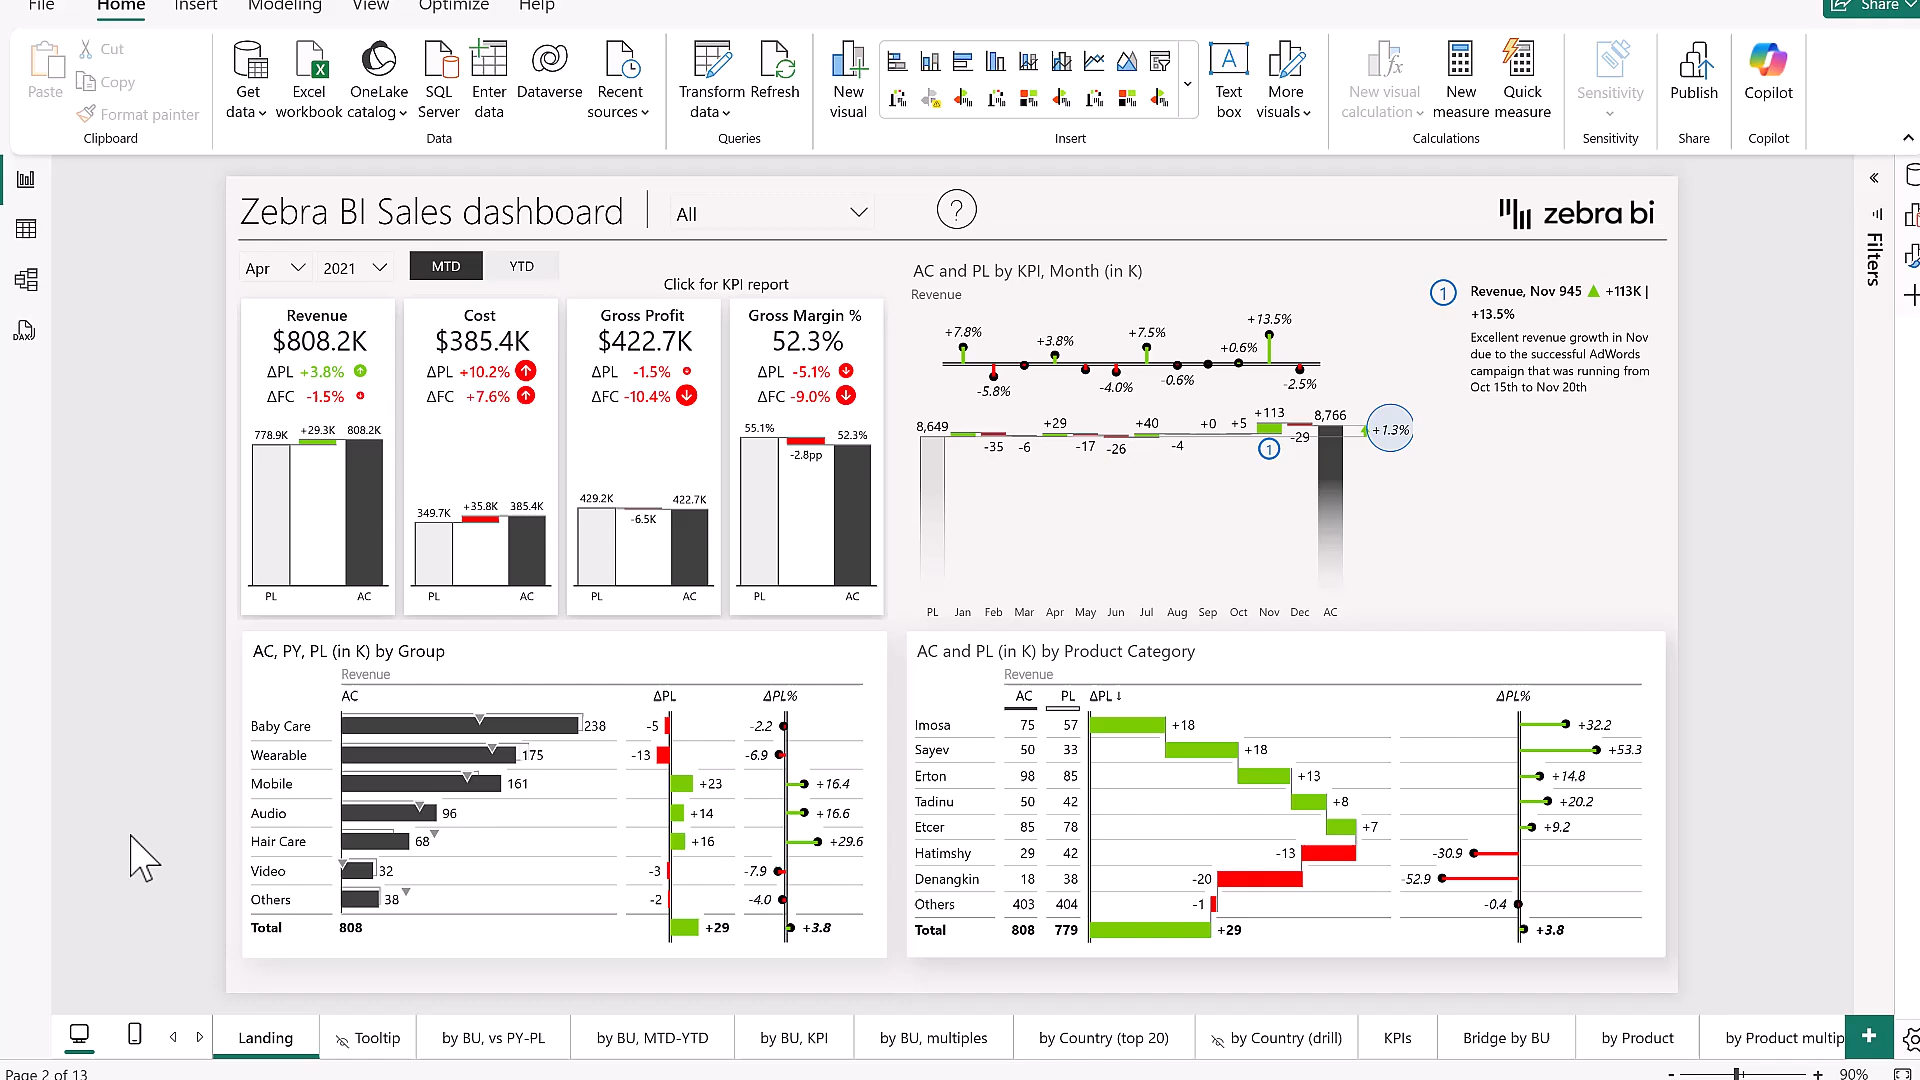 File Home Insert Modeling View Optimize Help Share
Paste Cut
Copy
Format painter
Clipboard
Get data Excel workbook OneLake catalog SQL Server Enter data Dataverse Recent sources
Data
Transform data Refresh
Queries
New visual Text box More visuals
Insert
New visual calculation New measure Quick measure
Calculations
Sensitivity
Sensitivity
Publish
Share
Copilot
Copilot
DAX
Filters
Zebra BI Sales dashboard All ? zebra bi
Apr 2021 MTD YTD
Click for KPI report
Revenue
$808.2K
ΔPL +3.8%
ΔFC -1.5%
778.9K +29.3K 808.2K
PL AC
Cost
$385.4K
ΔPL +10.2%
ΔFC +7.6%
349.7K +35.8K 385.4K
PL AC
Gross Profit
$422.7K
ΔPL -1.5%
ΔFC -10.4%
429.2K -6.5K 422.7K
PL AC
Gross Margin %
52.3%
ΔPL -5.1%
ΔFC -9.0%
55.1% -2.8pp 52.3%
PL AC
AC and PL by KPI, Month (in K)
Revenue
+7.8% -5.8% +3.8% -4.0% +7.5% -0.6% +0.6% +13.5% -2.5%
8,649 -35 -6 +29 -17 -26 +40 -4 +0 +5 +113 -29 8,766 +1.3%
1
PL Jan Feb Mar Apr May Jun Jul Aug Sep Oct Nov Dec AC
1 Revenue, Nov 945 ▲ +113K |
+13.5%
Excellent revenue growth in Nov
due to the successful AdWords
campaign that was running from
Oct 15th to Nov 20th
AC, PY, PL (in K) by Group
Revenue
AC ΔPL ΔPL%
Baby Care 238 -5 -2.2
Wearable 175 -13 -6.9
Mobile 161 +23 +16.4
Audio 96 +14 +16.6
Hair Care 68 +16 +29.6
Video 32 -3 -7.9
Others 38 -2 -4.0
Total 808 +29 +3.8
AC and PL (in K) by Product Category
Revenue
AC PL ΔPL ↓ ΔPL%
Imosa 75 57 +18 +32.2
Sayev 50 33 +18 +53.3
Erton 98 85 +13 +14.8
Tadinu 50 42 +8 +20.2
Etcer 85 78 +7 +9.2
Hatimshy 29 42 -13 -30.9
Denangkin 18 38 -20 -52.9
Others 403 404 -1 -0.4
Total 808 779 +29 +3.8
Landing Tooltip by BU, vs PY-PL by BU, MTD-YTD by BU, KPI by BU, multiples by Country (top 20) by Country (drill) KPIs Bridge by BU by Product by Product multip
Page 2 of 13 - + 90%